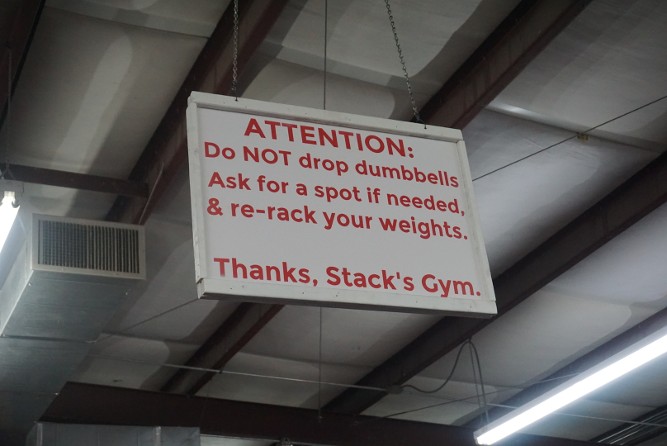 ATTENTION:
Do NOT drop dumbbells
Ask for a spot if needed,
& re-rack your weights.
Thanks, Stack's Gym.